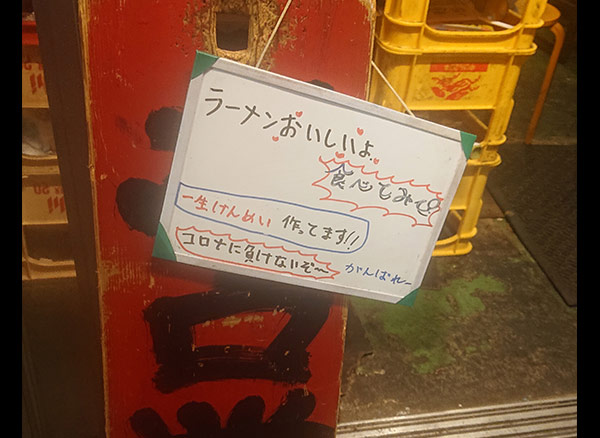 ラーメンおいしいよ
食べてみて
一生けんめい 作ってます!!
コロナに負けないぞ〜
がんばれー